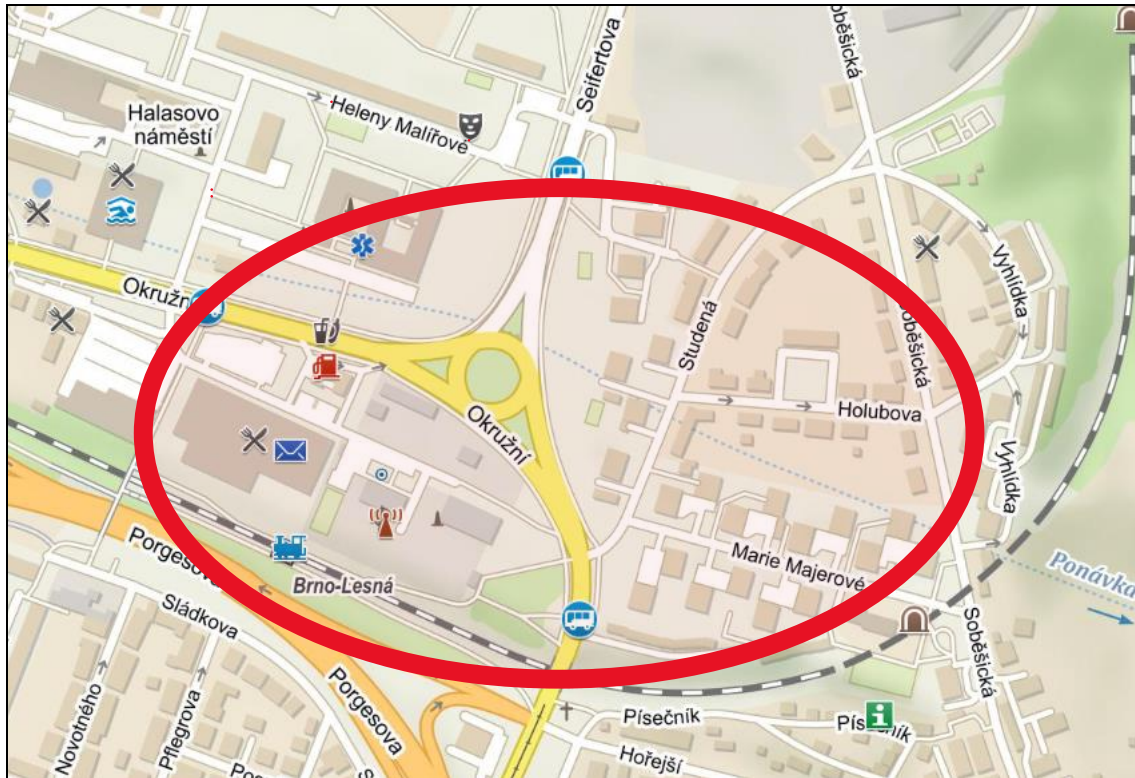 Soběšická
Seifertova
Heleny Malířové
Halasovo
náměstí
Okružní
Vyhlídka
Studená
Soběšická
Holubova
Okružní
Vyhlídka
Marie Majerové
Ponávka
Porgesova
Brno-Lesná
Sládkova
Soběšická
Porgesova
Novotného
Pflegrova
Písečník
Hořejší